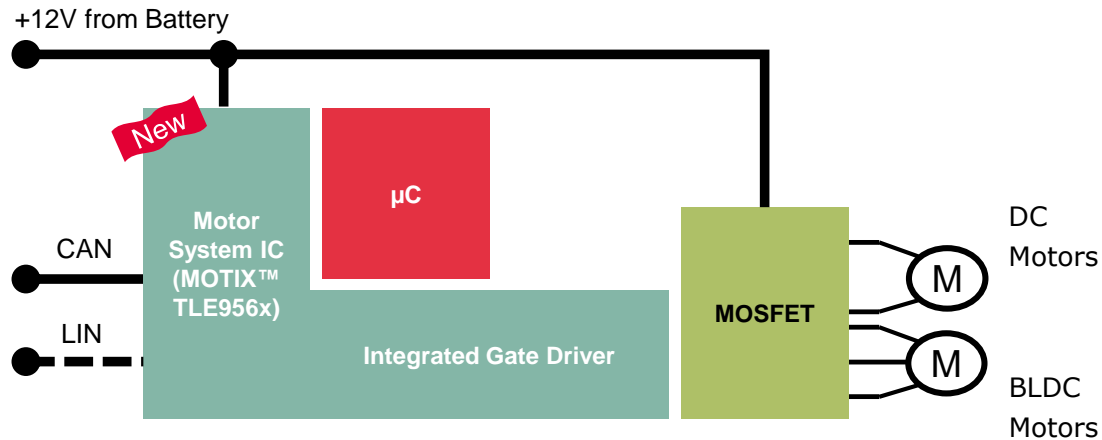 +12V from Battery
New
µC
Motor
System IC
(MOTIX™
TLE956x)
CAN
LIN
Integrated Gate Driver
MOSFET
M
DC
Motors
M
BLDC
Motors